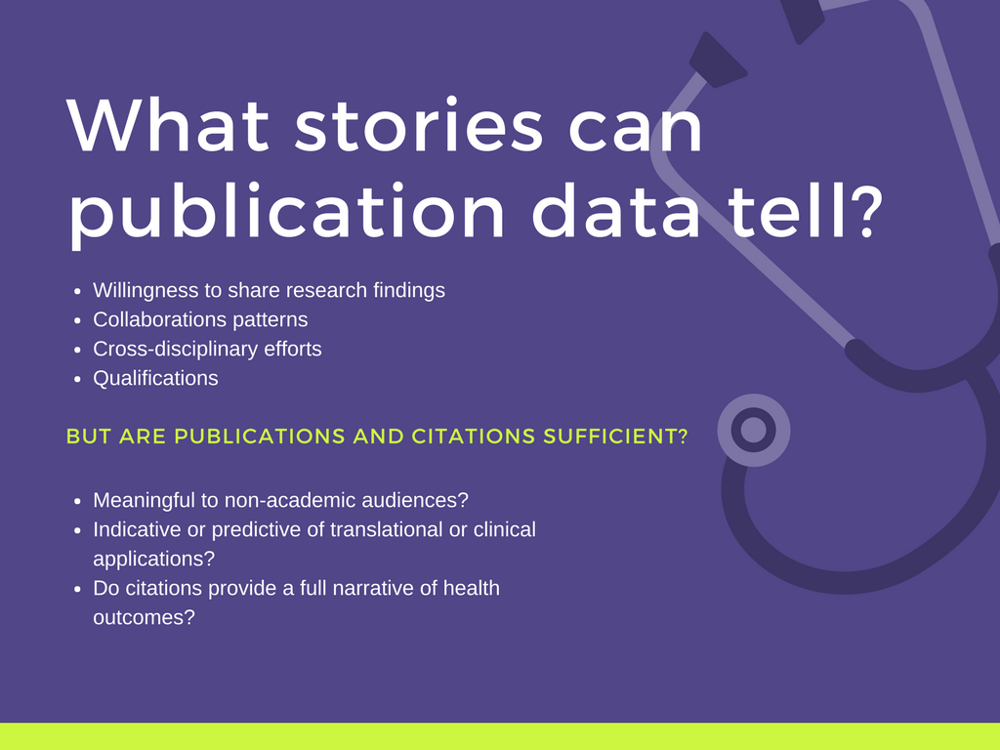 What stories can
publication data tell?
• Willingness to share research findings
• Collaborations patterns
• Cross-disciplinary efforts
• Qualifications
BUT ARE PUBLICATIONS AND CITATIONS SUFFICIENT?
• Meaningful to non-academic audiences?
• Indicative or predictive of translational or clinical
applications?
• Do citations provide a full narrative of health
outcomes?